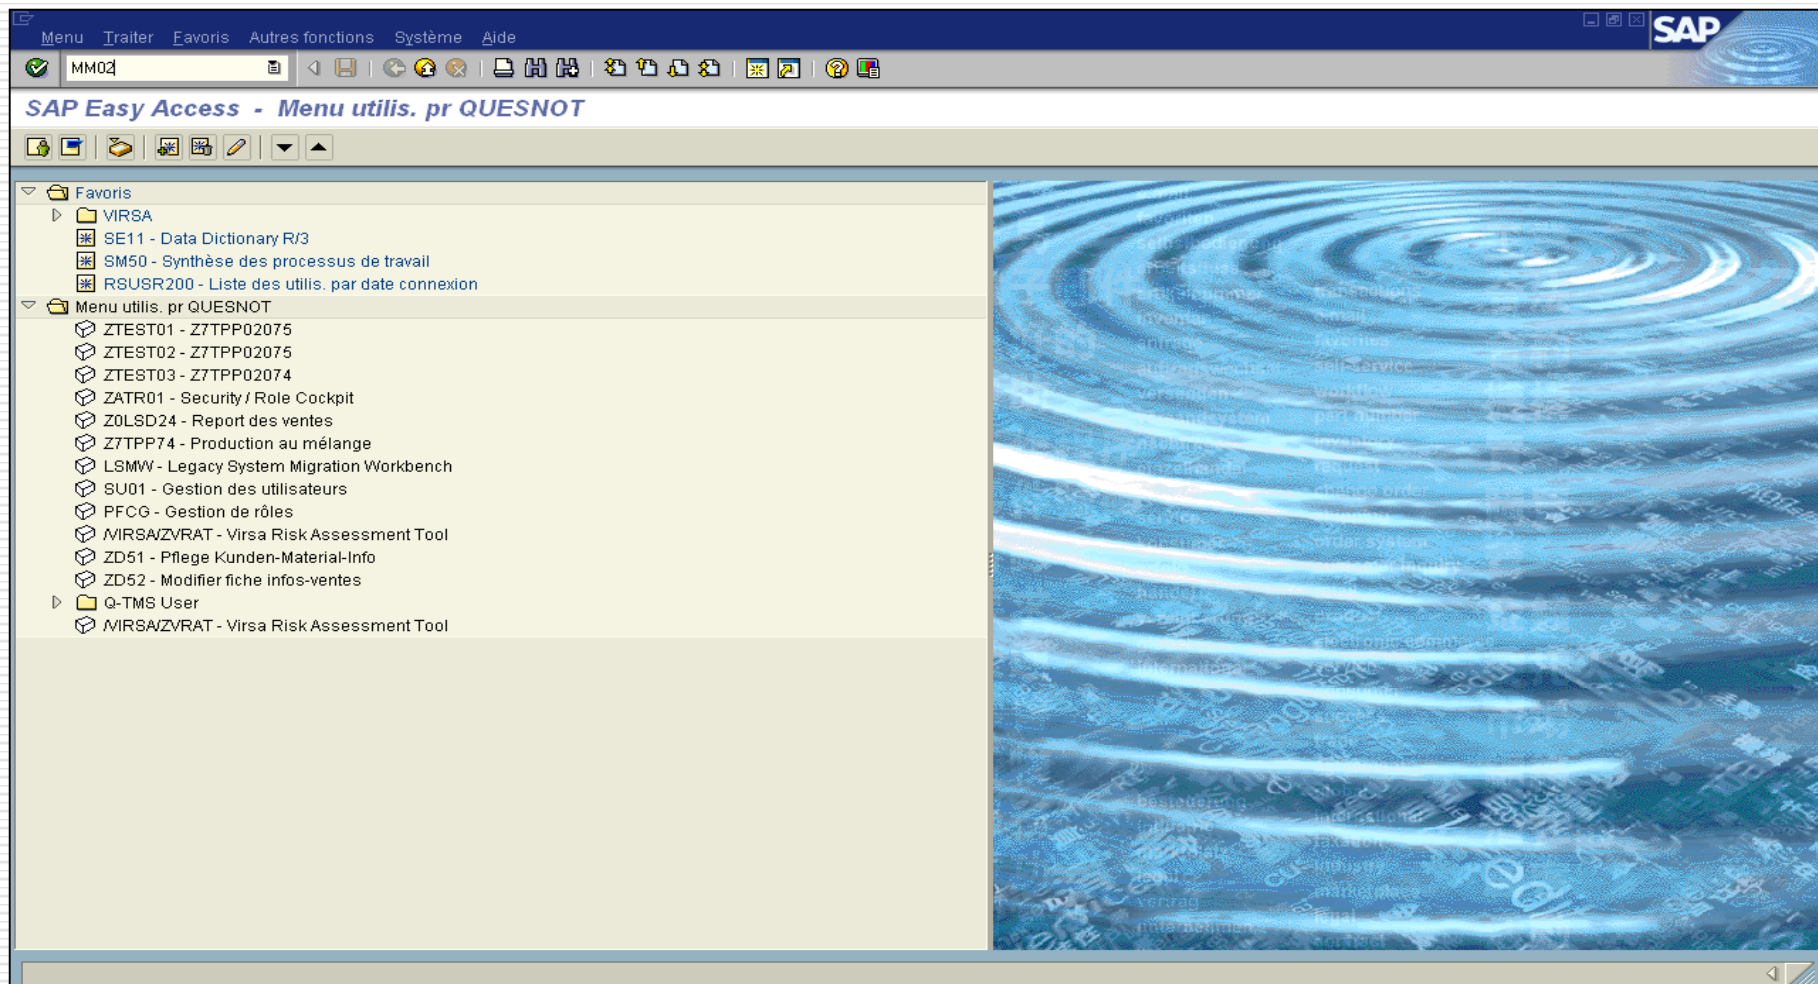 Menu Traiter Favoris Autres fonctions Système Aide
SAP
MM02
SAP Easy Access - Menu utilis. pr QUESNOT
Favoris
VIRSA
SE11 - Data Dictionary R/3
SM50 - Synthèse des processus de travail
RSUSR200 - Liste des utilis. par date connexion
Menu utilis. pr QUESNOT
ZTEST01 - Z7TPP02075
ZTEST02 - Z7TPP02075
ZTEST03 - Z7TPP02074
ZATR01 - Security / Role Cockpit
Z0LSD24 - Report des ventes
Z7TPP74 - Production au mélange
LSMW - Legacy System Migration Workbench
SU01 - Gestion des utilisateurs
PFCG - Gestion de rôles
/VIRSA/ZVRAT - Virsa Risk Assessment Tool
ZD51 - Pflege Kunden-Material-Info
ZD52 - Modifier fiche infos-ventes
Q-TMS User
/VIRSA/ZVRAT - Virsa Risk Assessment Tool